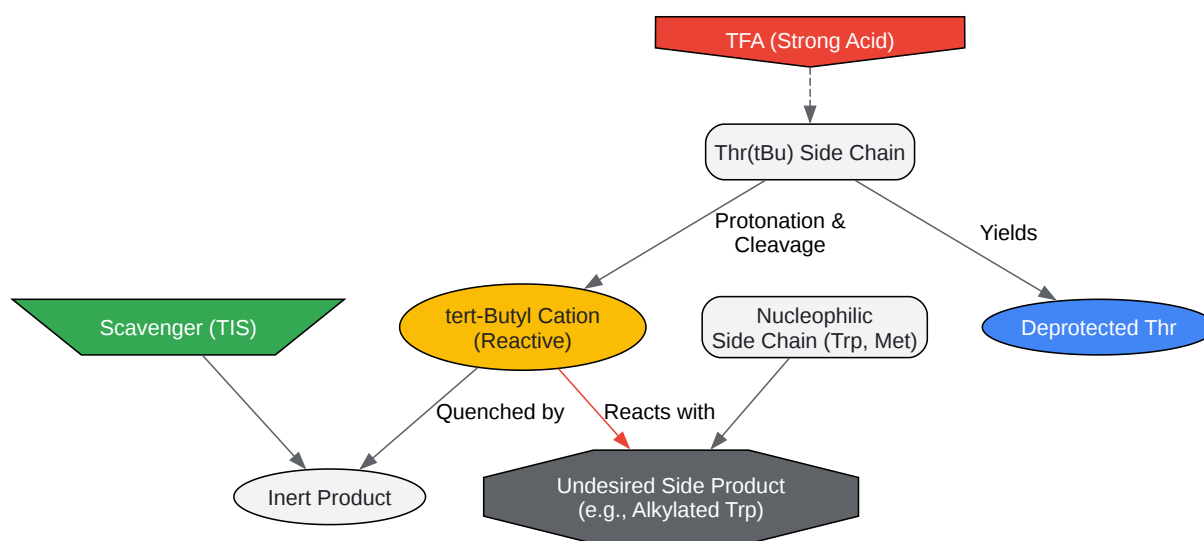 TFA (Strong Acid)
Thr(tBu) Side Chain
Protonation &
Cleavage
Yields
Scavenger (TIS)
tert-Butyl Cation
(Reactive)
Nucleophilic
Side Chain (Trp, Met)
Deprotected Thr
Quenched by
Reacts with
Inert Product
Undesired Side Product
(e.g., Alkylated Trp)